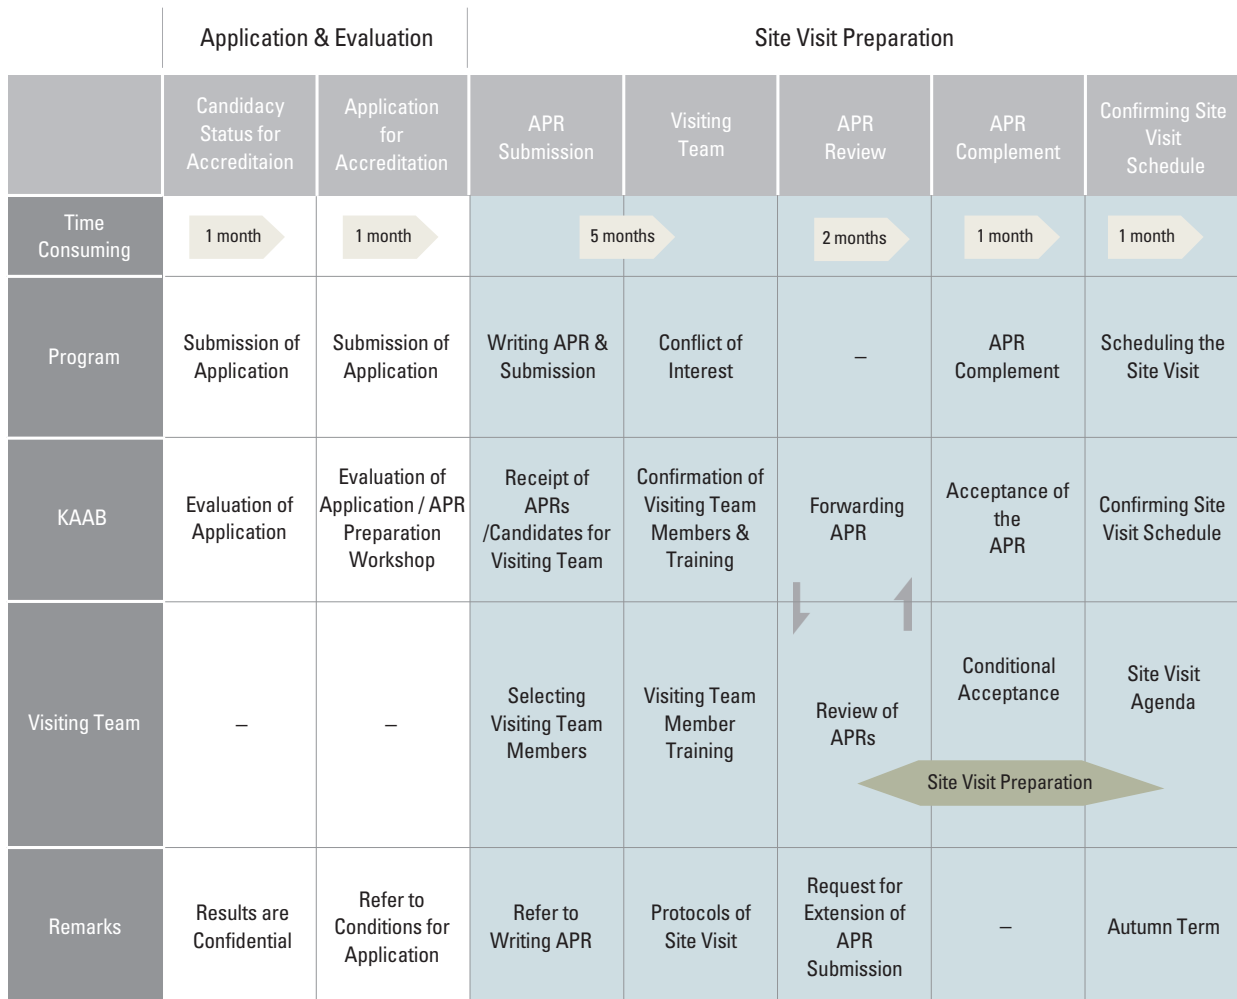 Application & Evaluation
Site Visit Preparation
Candidacy
Status for
Accreditaion
Application
for
Accreditation
APR
Submission
Visiting
Team
APR
Review
APR
Complement
Confirming Site
Visit
Schedule
Time
Consuming
1 month
1 month
5 months
2 months
1 month
1 month
Program
Submission of
Application
Submission of
Application
Writing APR &
Submission
Conflict of
Interest
–
APR
Complement
Scheduling the
Site Visit
KAAB
Evaluation of
Application
Evaluation of
Application / APR
Preparation
Workshop
Receipt of
APRs
/Candidates for
Visiting Team
Confirmation of
Visiting Team
Members &
Training
Forwarding
APR
Acceptance of
the
APR
Confirming Site
Visit Schedule
Visiting Team
–
–
Selecting
Visiting Team
Members
Visiting Team
Member
Training
Review of
APRs
Conditional
Acceptance
Site Visit
Agenda
Site Visit Preparation
Remarks
Results are
Confidential
Refer to
Conditions for
Application
Refer to
Writing APR
Protocols of
Site Visit
Request for
Extension of
APR
Submission
–
Autumn Term